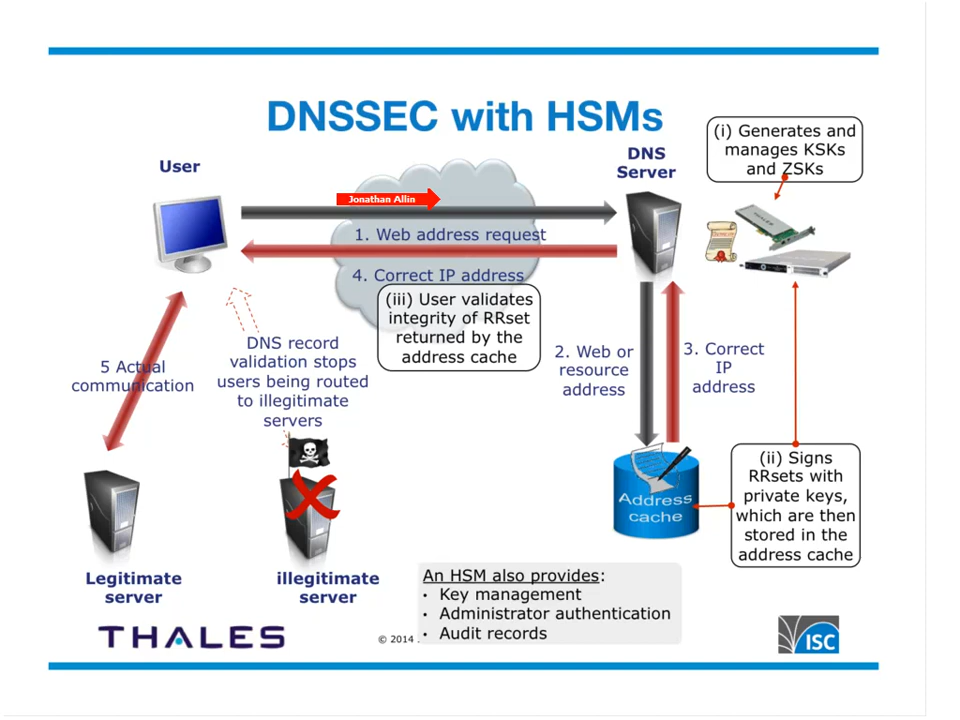 DNSSEC with HSMs
User
DNS
Server
(i) Generates and
manages KSKs
and ZSKs
Jonathan Allin
1. Web address request
4. Correct IP address
(iii) User validates
integrity of RRset
returned by the
address cache
5 Actual
communication
DNS record
validation stops
users being routed
to illegitimate
servers
2. Web or
resource
address
3. Correct
IP
address
Address
cache
(ii) Signs
RRsets with
private keys,
which are then
stored in the
address cache
Legitimate
server
illegitimate
server
An HSM also provides:
• Key management
• Administrator authentication
• Audit records
THALES
© 2014
ISC